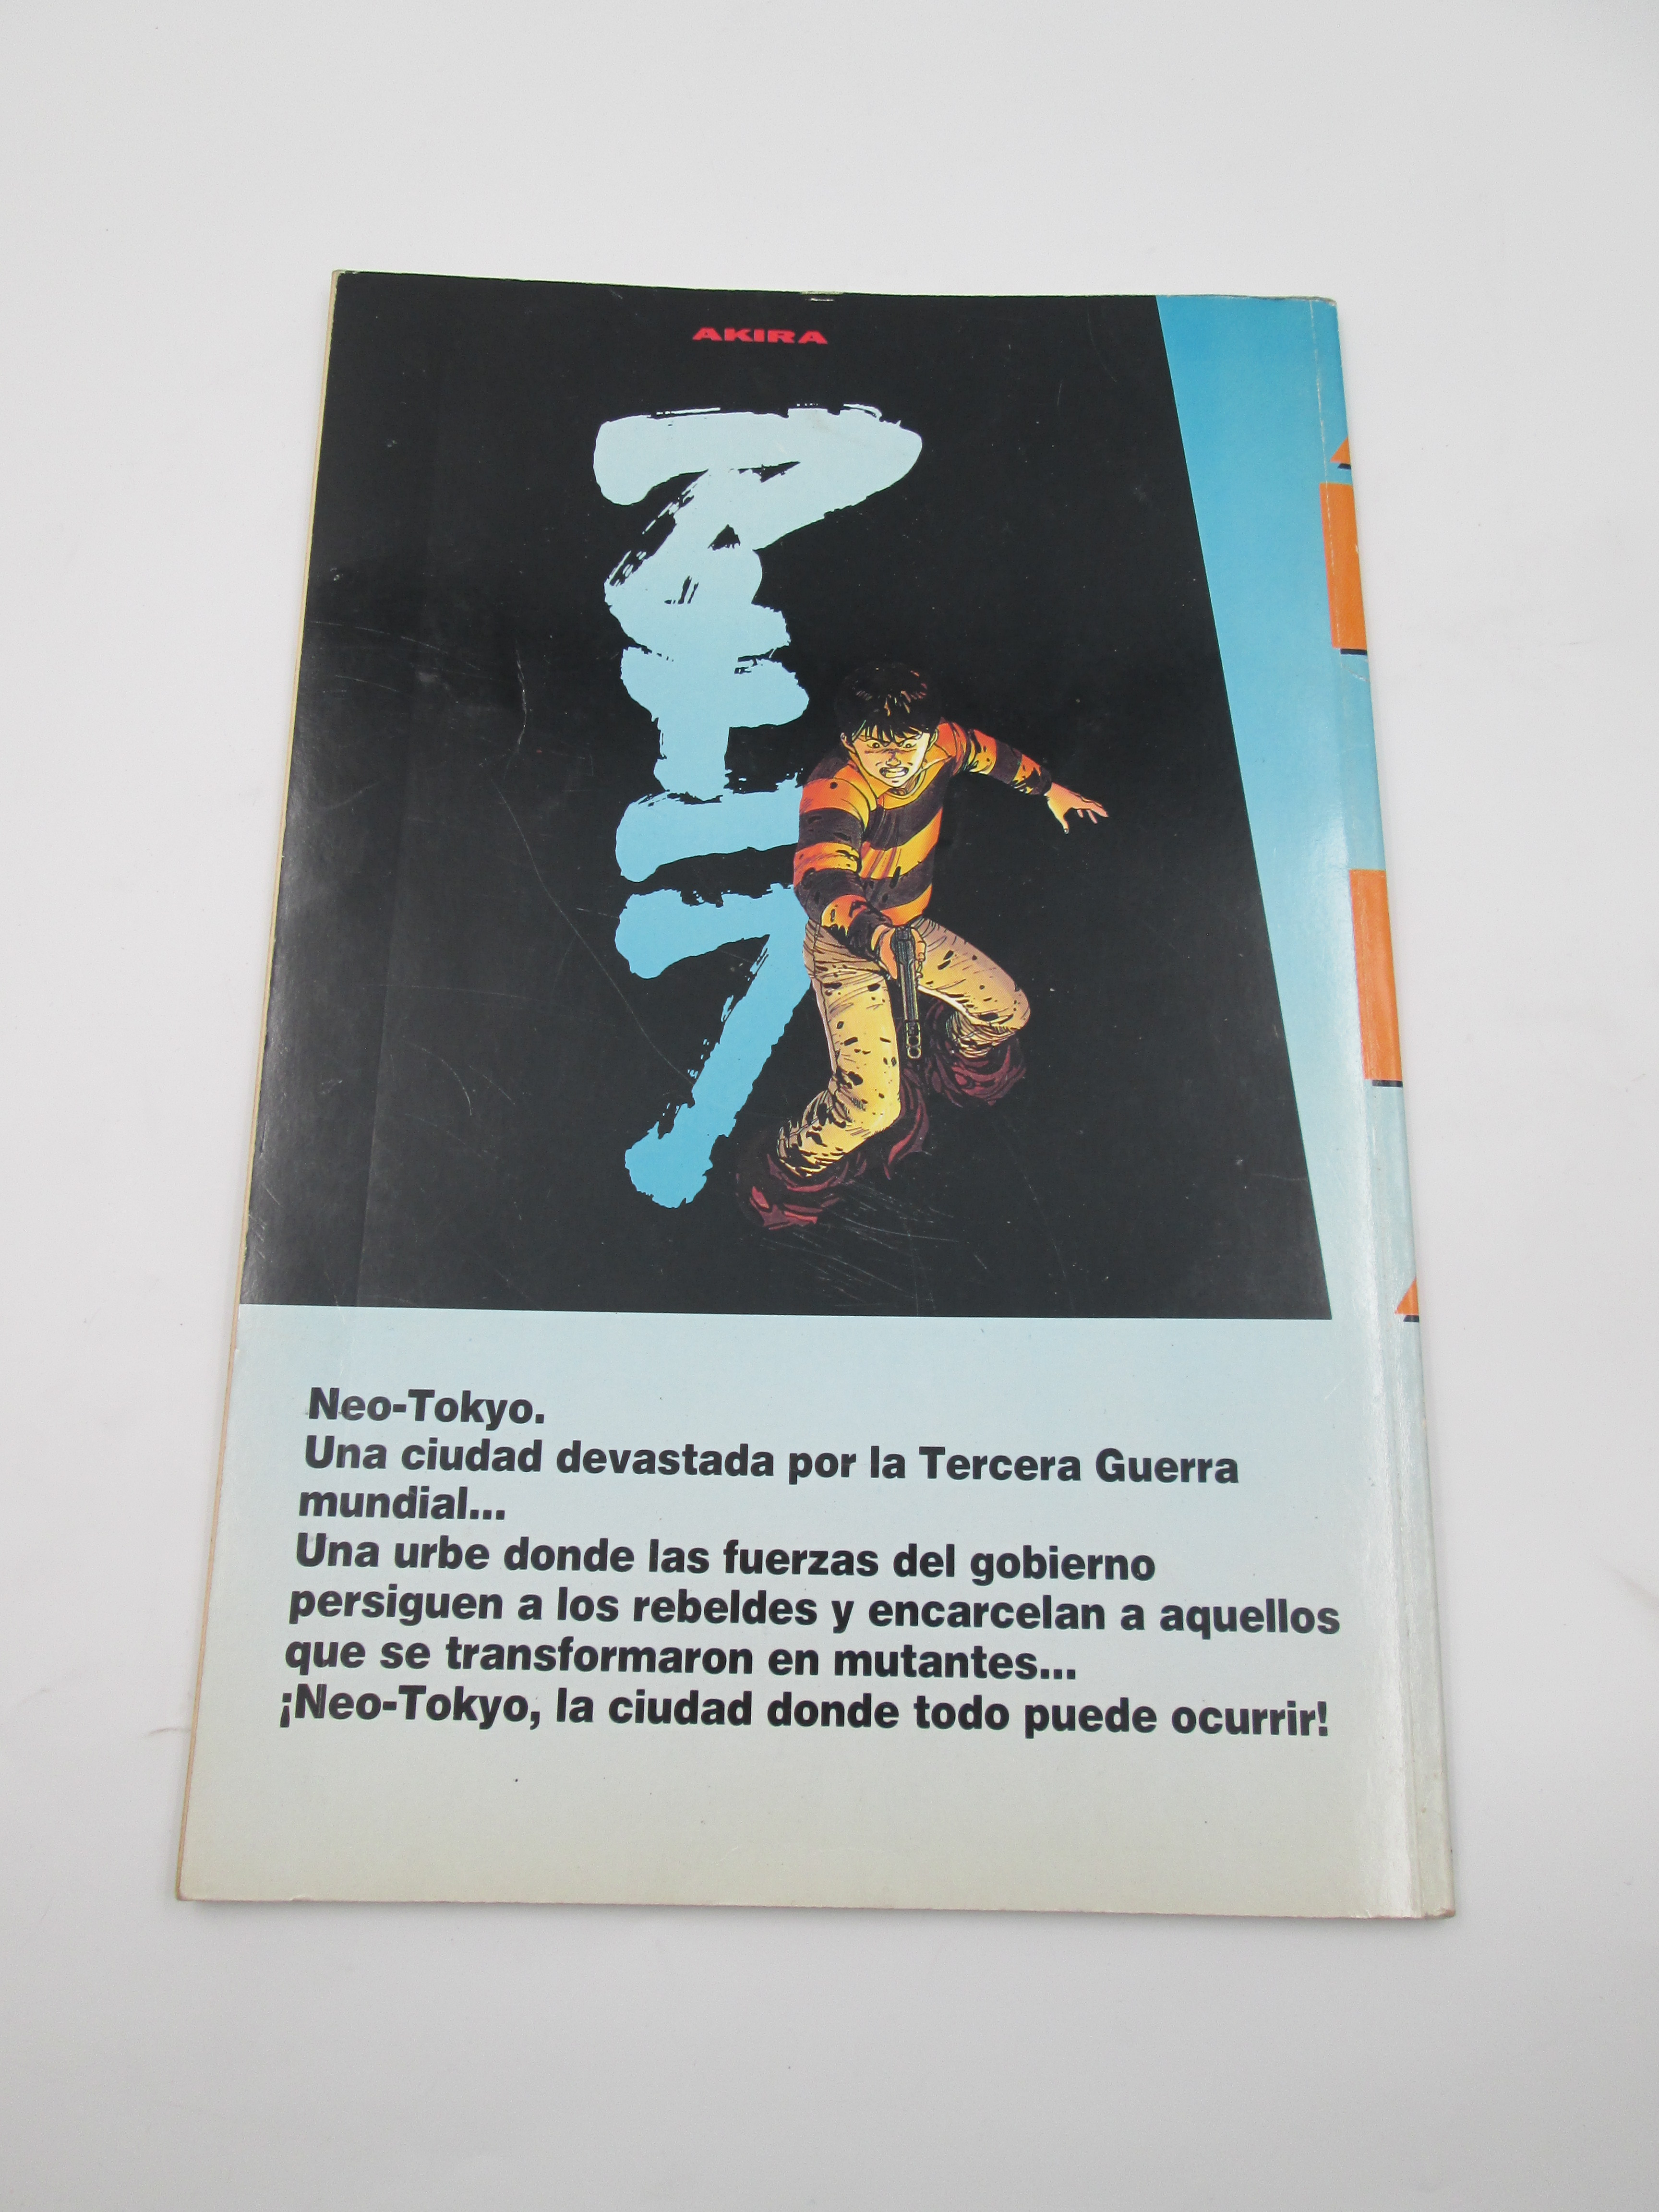 AKIRA
アキラ
Neo-Tokyo.
Una ciudad devastada por la Tercera Guerra
mundial...
Una urbe donde las fuerzas del gobierno
persiguen a los rebeldes y encarcelan a aquellos
que se transformaron en mutantes...
¡Neo-Tokyo, la ciudad donde todo puede ocurrir!